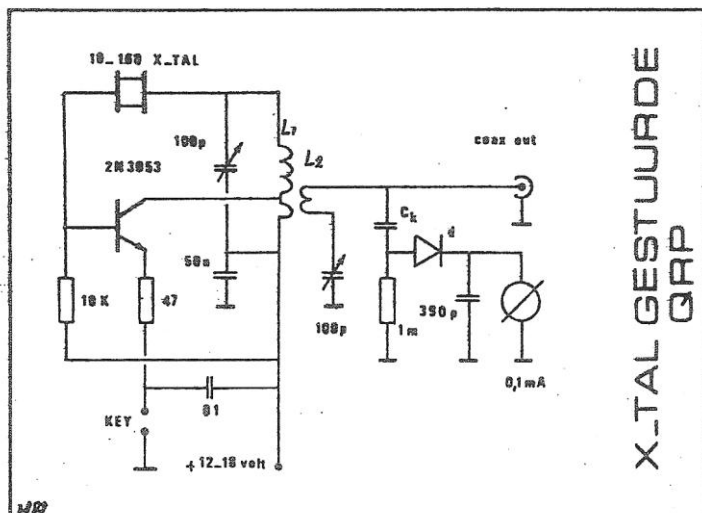 10_160 X_TAL
L7
100p
L2
coax out
2N3053
Ck
d
50n
10K
47
1m
390p
100p
0,1mA
01
KEY
+12_18 volt
X_TAL GESTUURDE
QRP